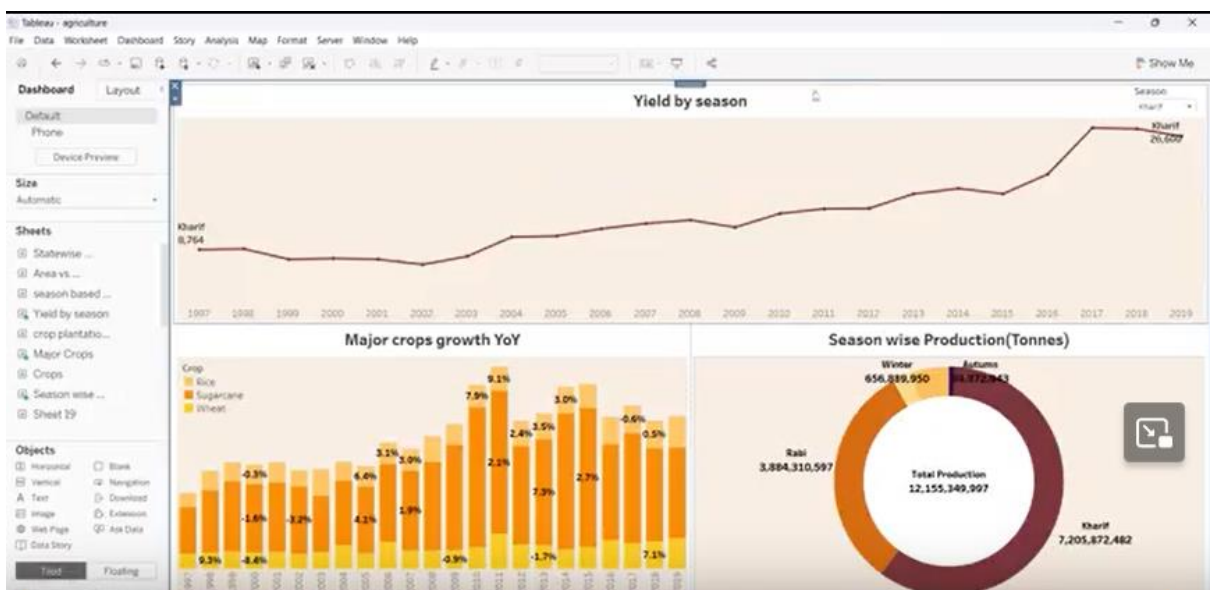 Tableau - agriculture
File Data Worksheet Dashboard Story Analysis Map Format Server Window Help
Show Me
Dashboard Layout
Default
Phone
Device Preview
Size
Automatic
Sheets
Statewise ...
Area vs....
season based ...
Yield by season
crop plantatio...
Major Crops
Crops
Season wise ...
Sheet 19
Objects
Horizontal Blank
Vertical Navigation
Text Download
Image Extension
Web Page Ask Data
Data Story
Tiled Floating
Yield by season
Season
Kharif
Kharif
26,600
Kharif
8,764
1997 1998 1999 2000 2001 2002 2003 2004 2005 2006 2007 2008 2009 2010 2011 2012 2013 2014 2015 2016 2017 2018 2019
Major crops growth YoY
Crop
Rice
Sugarcane
Wheat
9.1%
7.9%
3.0%
2.4%
3.5%
-0.6%
0.5%
3.1%
3.0%
-0.3%
6.4%
2.1%
2.7%
7.3%
-1.6%
-3.2%
4.1%
1.9%
9.3%
-8.4%
-0.9%
-1.7%
7.1%
Season wise Production(Tonnes)
Winter
656,889,950
Autumn
Rabi
3,884,310,597
Total Production
12,155,349,997
Kharif
7,205,872,482